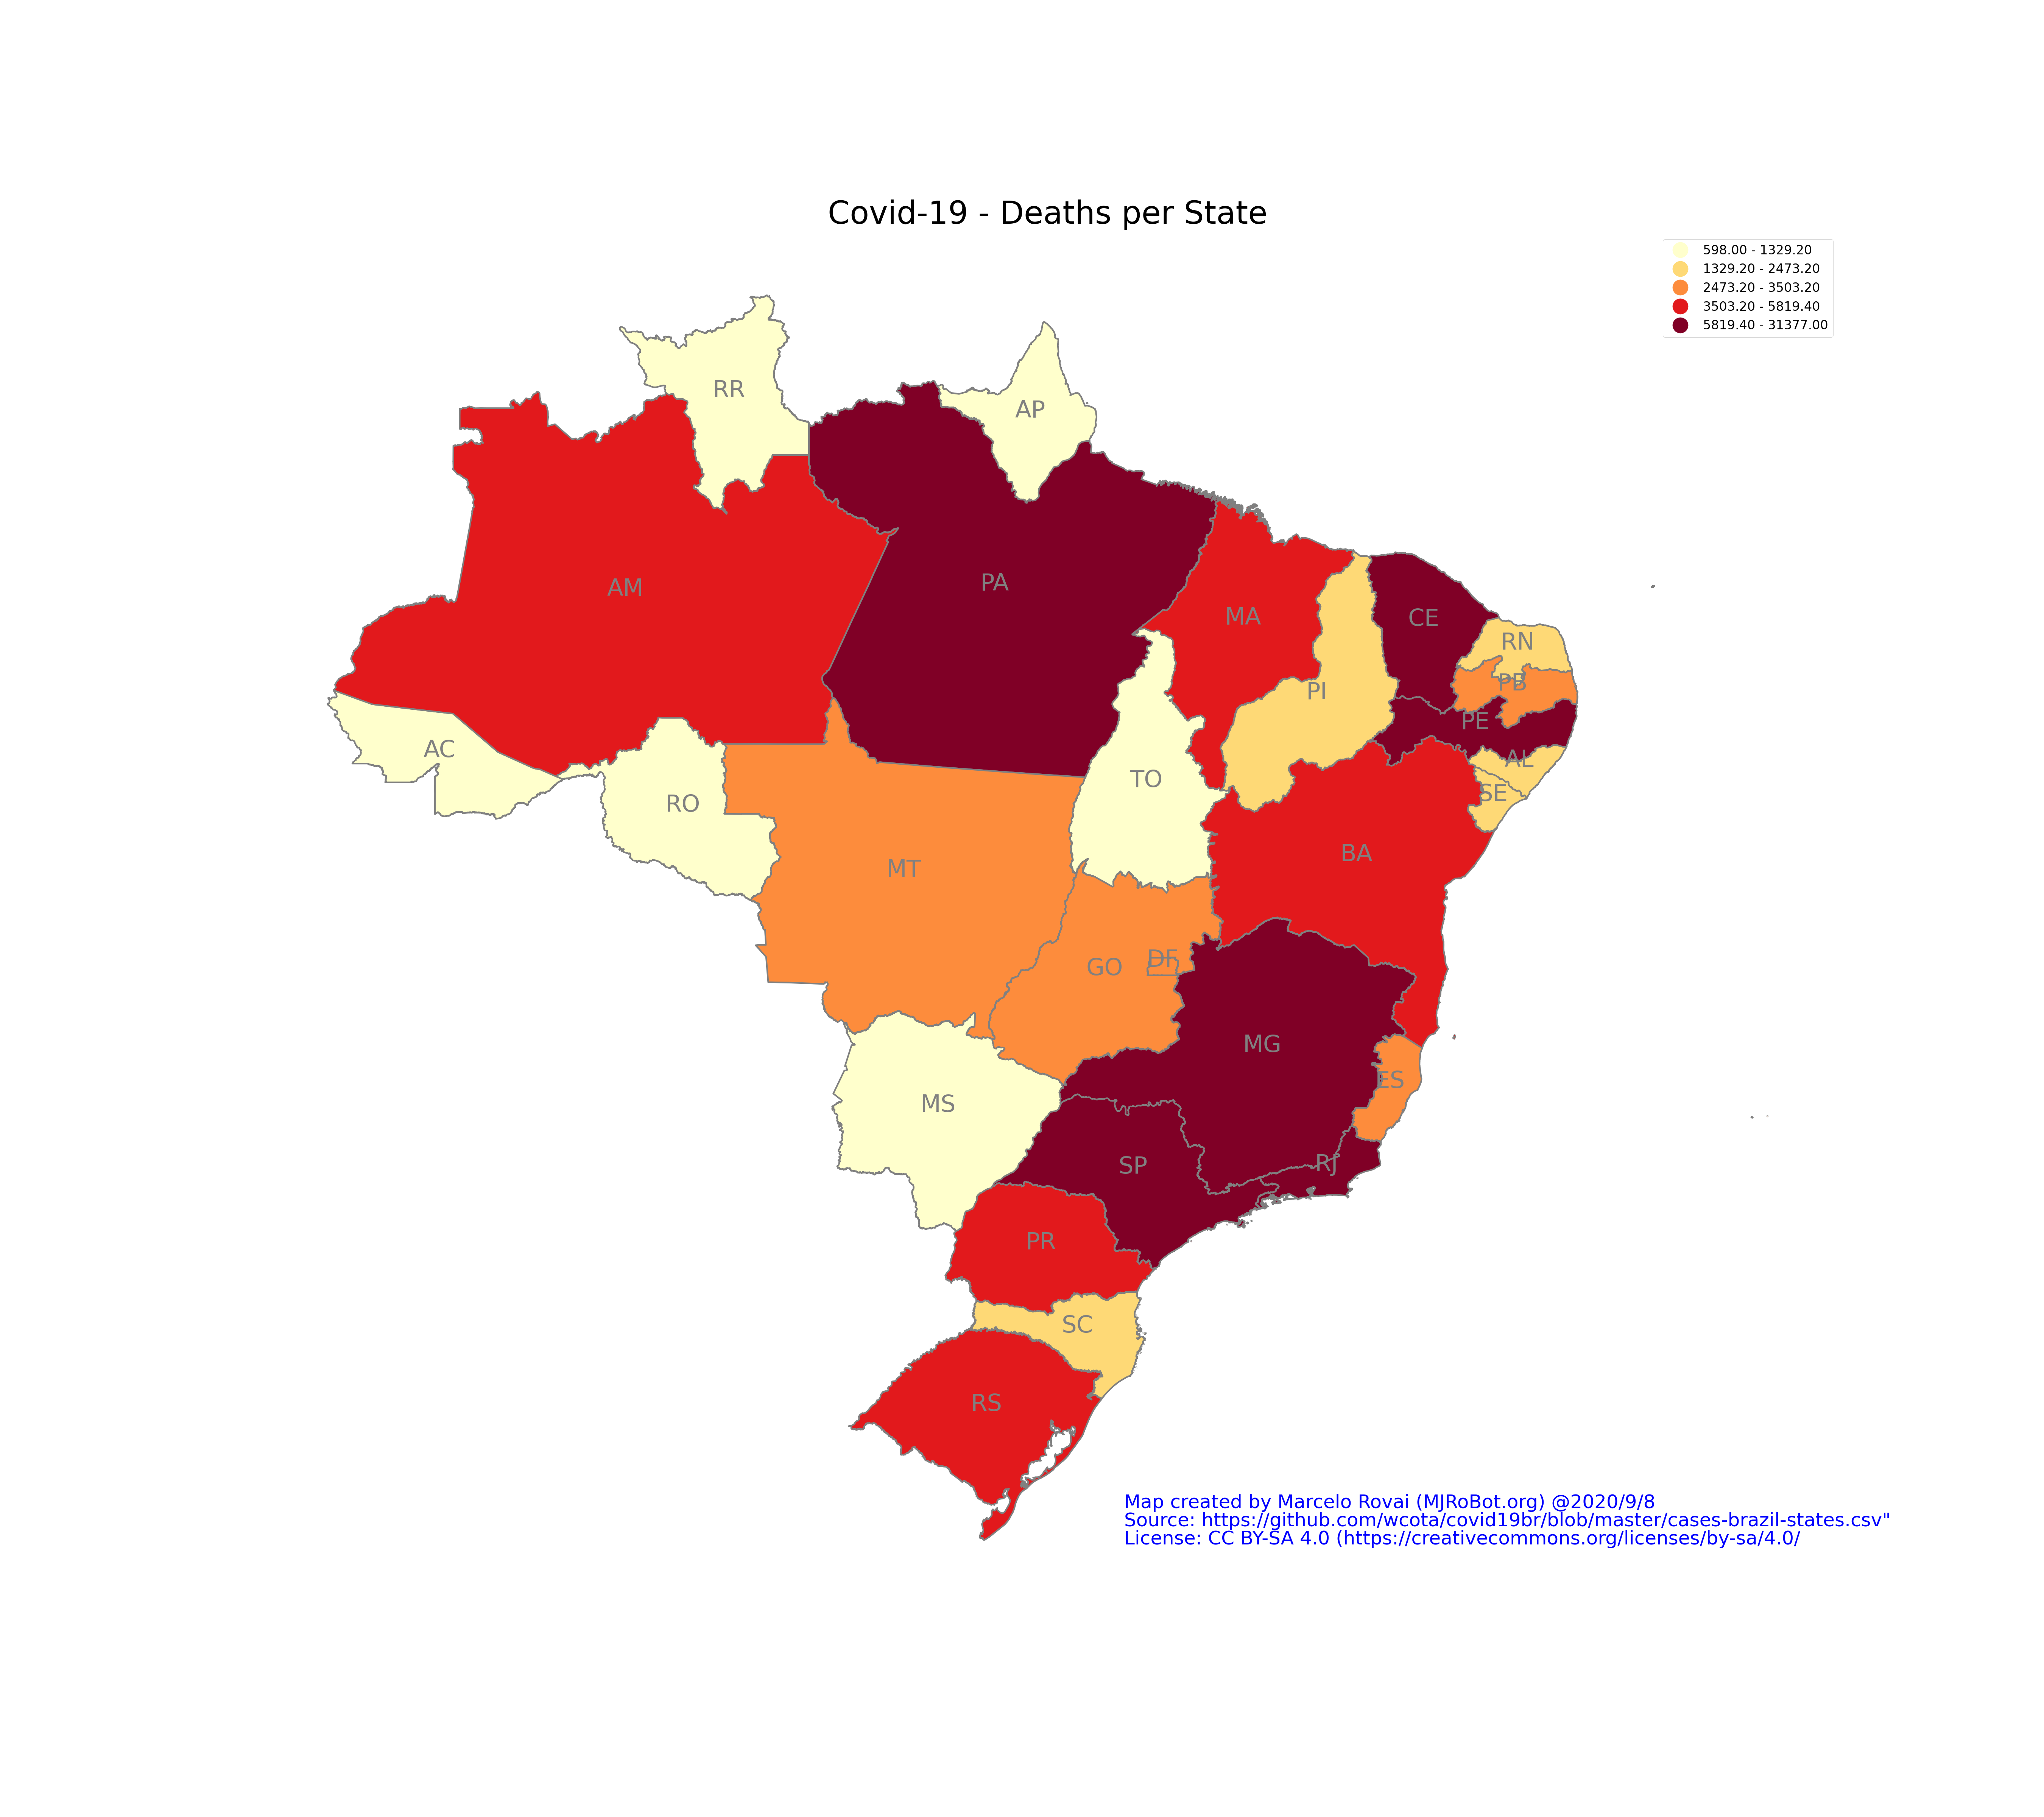 Covid-19 - Deaths per State
598.00 - 1329.20
1329.20 - 2473.20
2473.20 - 3503.20
3503.20 - 5819.40
5819.40 - 31377.00
RR
AP
AM
PA
MA
CE
RN
PB
PI
PE
AC
AL
TO
SE
RO
BA
MT
DF
GO
MG
ES
MS
SP
RJ
PR
SC
RS
Map created by Marcelo Rovai (MJRoBot.org) @2020/9/8
Source: https://github.com/wcota/covid19br/blob/master/cases-brazil-states.csv"
License: CC BY-SA 4.0 (https://creativecommons.org/licenses/by-sa/4.0/